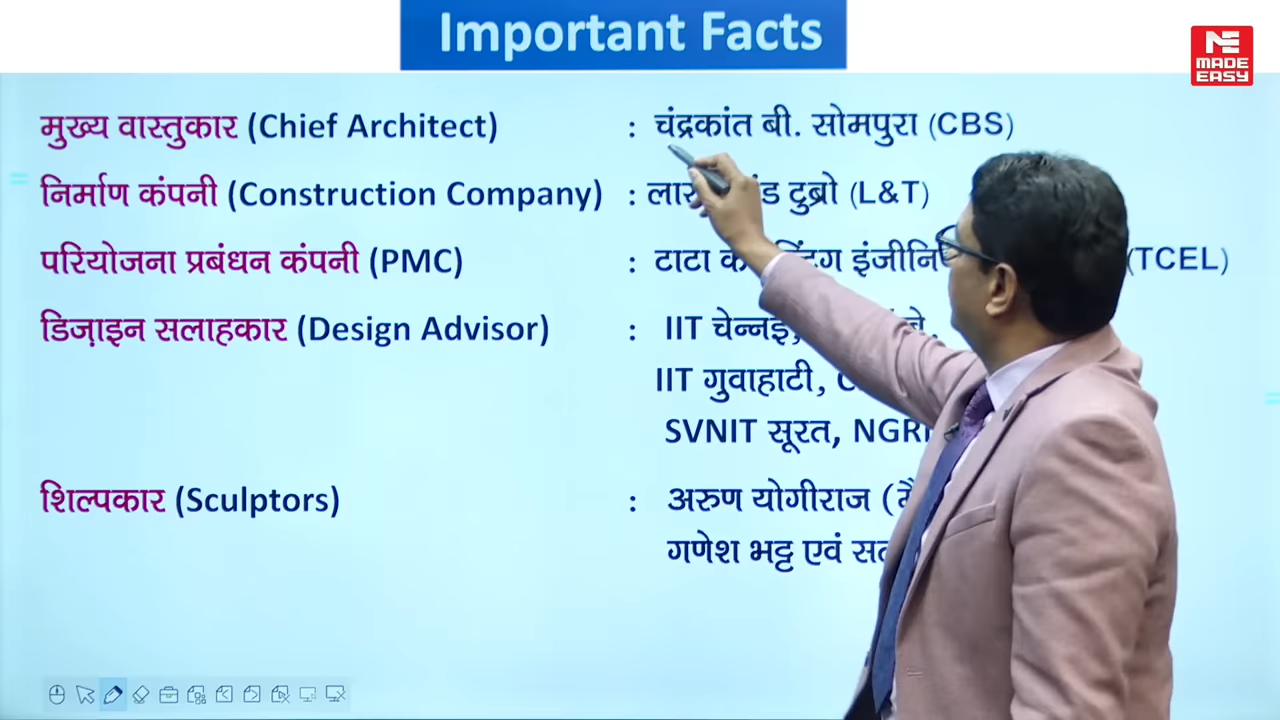 Important Facts
MADE EASY
मुख्य वास्तुकार (Chief Architect) : चंद्रकांत बी. सोमपुरा (CBS)
निर्माण कंपनी (Construction Company) : टुब्रो (L&T)
परियोजना प्रबंधन कंपनी (PMC) : टाटा (TCEL)
डिज़ाइन सलाहकार (Design Advisor) : IIT चेन्नई,
IIT गुवाहाटी,
SVNIT सूरत,
शिल्पकार (Sculptors) : अरुण योगीराज
गणेश भट्ट एवं